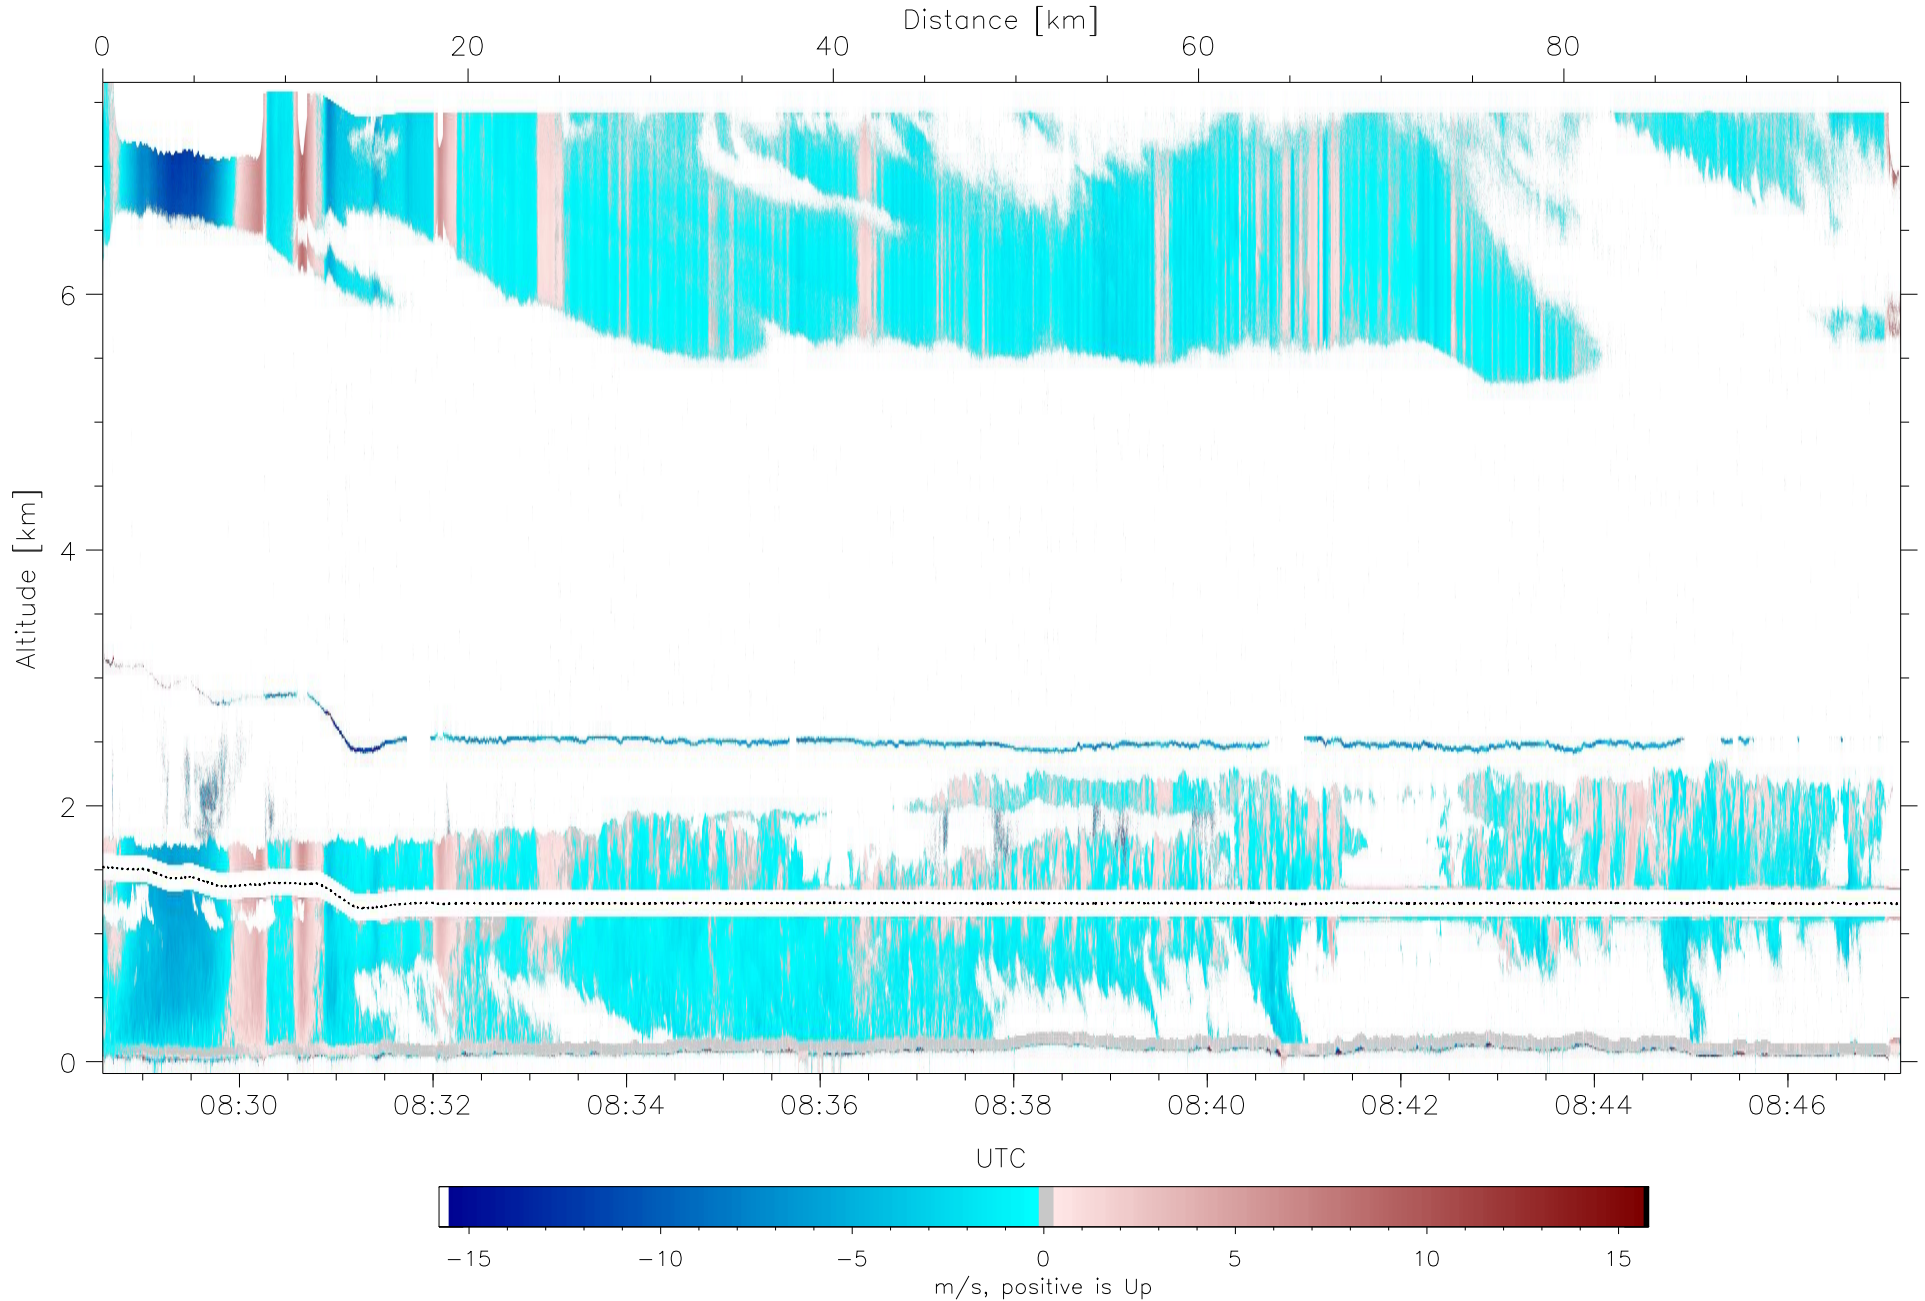 Distance [km]
0 20 40 60 80
Altitude [km]
6
4
2
0
08:30 08:32 08:34 08:36 08:38 08:40 08:42 08:44 08:46
UTC
−15 −10 −5 0 5 10 15
m/s, positive is Up